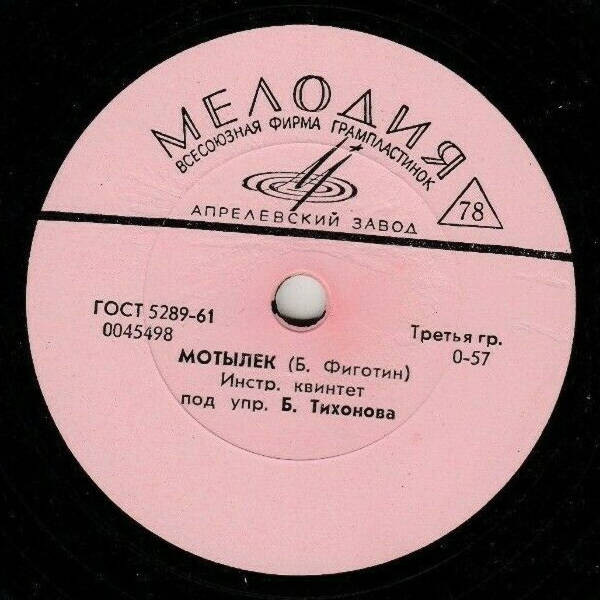 МЕЛОДИЯ
ВСЕСОЮЗНАЯ ФИРМА ГРАМПЛАСТИНОК
АПРЕЛЕВСКИЙ ЗАВОД
78
ГОСТ 5289-61
0045498
Третья гр.
0-57
МОТЫЛЕК (Б. Фиготин)
Инстр. квинтет
под упр. Б. Тихонова